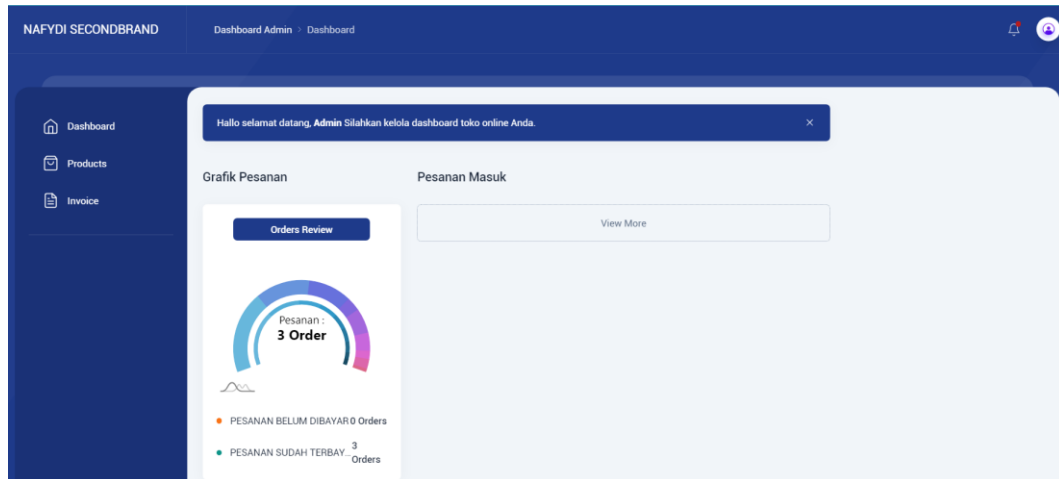 NAFYDI SECONDBRAND
Dashboard Admin > Dashboard
Dashboard
Products
Invoice
Hallo selamat datang, Admin Silahkan kelola dashboard toko online Anda.
Grafik Pesanan
Pesanan Masuk
Orders Review
View More
Pesanan :
3 Order
PESANAN BELUM DIBAYAR 0 Orders
PESANAN SUDAH TERBAY... 3
Orders